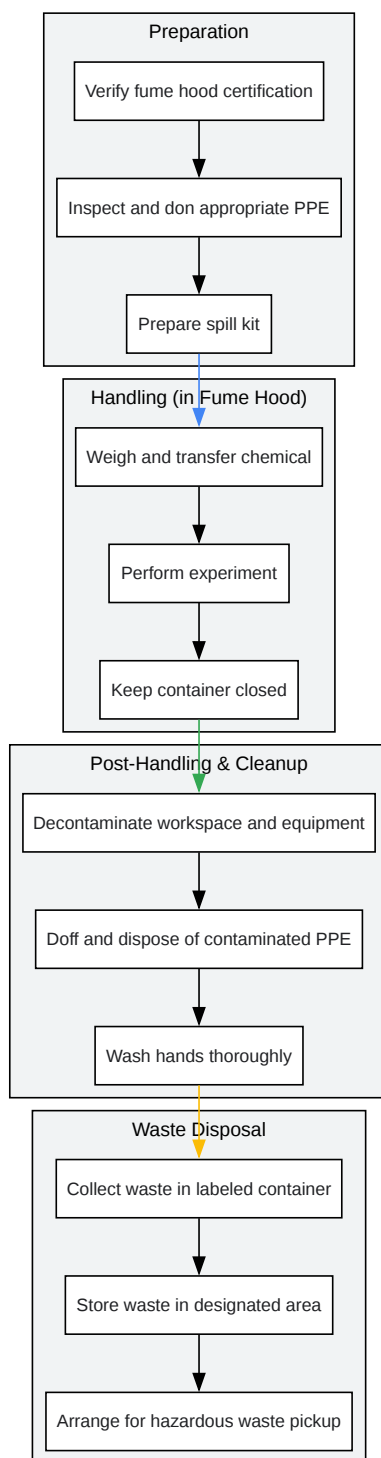 Preparation
Verify fume hood certification
Inspect and don appropriate PPE
Prepare spill kit
Handling (in Fume Hood)
Weigh and transfer chemical
Perform experiment
Keep container closed
Post-Handling & Cleanup
Decontaminate workspace and equipment
Doff and dispose of contaminated PPE
Wash hands thoroughly
Waste Disposal
Collect waste in labeled container
Store waste in designated area
Arrange for hazardous waste pickup